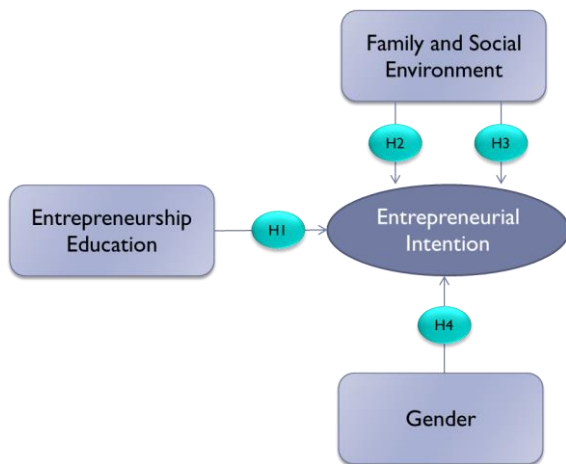 Family and Social
Environment
H2
H3
Entrepreneurship
Education
H1
Entrepreneurial
Intention
H4
Gender